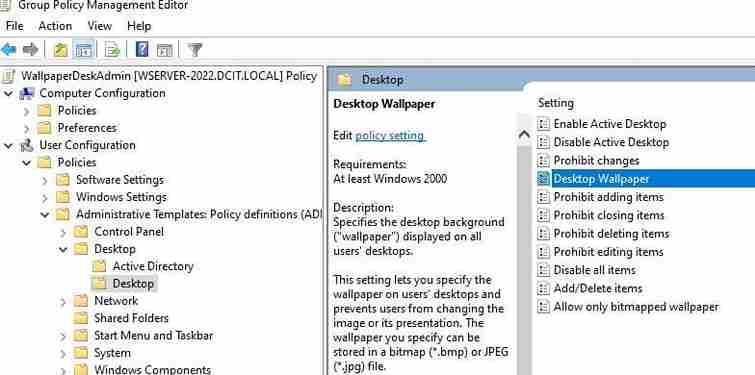 Group Policy Management Editor
File Action View Help
WallpaperDeskAdmin [WSERVER-2022.DCIT.LOCAL] Policy
Computer Configuration
Policies
Preferences
User Configuration
Policies
Software Settings
Windows Settings
Administrative Templates: Policy definitions (ADI
Control Panel
Desktop
Active Directory
Desktop
Network
Shared Folders
Start Menu and Taskbar
System
Windows Components
Desktop
Desktop Wallpaper
Edit policy setting
Requirements:
At least Windows 2000
Description:
Specifies the desktop background
("wallpaper") displayed on all
users' desktops.
This setting lets you specify the
wallpaper on users' desktops and
prevents users from changing the
image or its presentation. The
wallpaper you specify can be
stored in a bitmap (*.bmp) or JPEG
(*.jpg) file.
Setting
Enable Active Desktop
Disable Active Desktop
Prohibit changes
Desktop Wallpaper
Prohibit adding items
Prohibit closing items
Prohibit deleting items
Prohibit editing items
Disable all items
Add/Delete items
Allow only bitmapped wallpaper